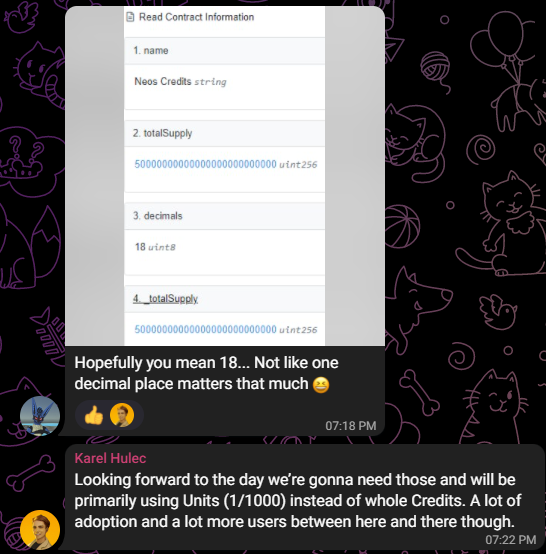 Read Contract Information
1. name
Neos Credits string
2. totalSupply
50000000000000000000000000 uint256
3. decimals
18 uint8
4. _totalSupply
50000000000000000000000000 uint256
Hopefully you mean 18... Not like one
decimal place matters that much 😆
👍
07:18 PM
Karel Hulec
Looking forward to the day we're gonna need those and will be
primarily using Units (1/1000) instead of whole Credits. A lot of
adoption and a lot more users between here and there though.
07:22 PM